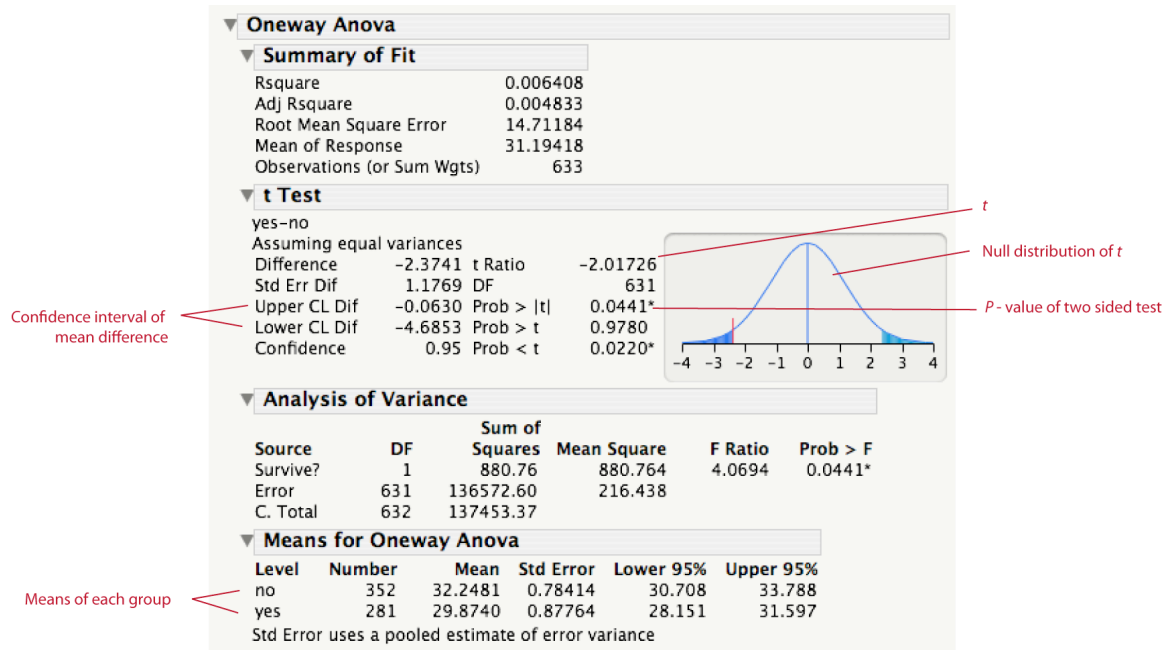 Oneway Anova
Summary of Fit
Rsquare 0.006408
Adj Rsquare 0.004833
Root Mean Square Error 14.71184
Mean of Response 31.19418
Observations (or Sum Wgts) 633
t Test
yes-no
Assuming equal variances
Difference -2.3741 t Ratio -2.01726
Std Err Dif 1.1769 DF 631
Upper CL Dif -0.0630 Prob > |t| 0.0441*
Lower CL Dif -4.6853 Prob > t 0.9780
Confidence 0.95 Prob < t 0.0220*
-4 -3 -2 -1 0 1 2 3 4
t
Null distribution of t
P - value of two sided test
Confidence interval of
mean difference
Analysis of Variance
Sum of
Source DF Squares Mean Square F Ratio Prob > F
Survive? 1 880.76 880.764 4.0694 0.0441*
Error 631 136572.60 216.438
C. Total 632 137453.37
Means for Oneway Anova
Level Number Mean Std Error Lower 95% Upper 95%
no 352 32.2481 0.78414 30.708 33.788
yes 281 29.8740 0.87764 28.151 31.597
Std Error uses a pooled estimate of error variance
Means of each group